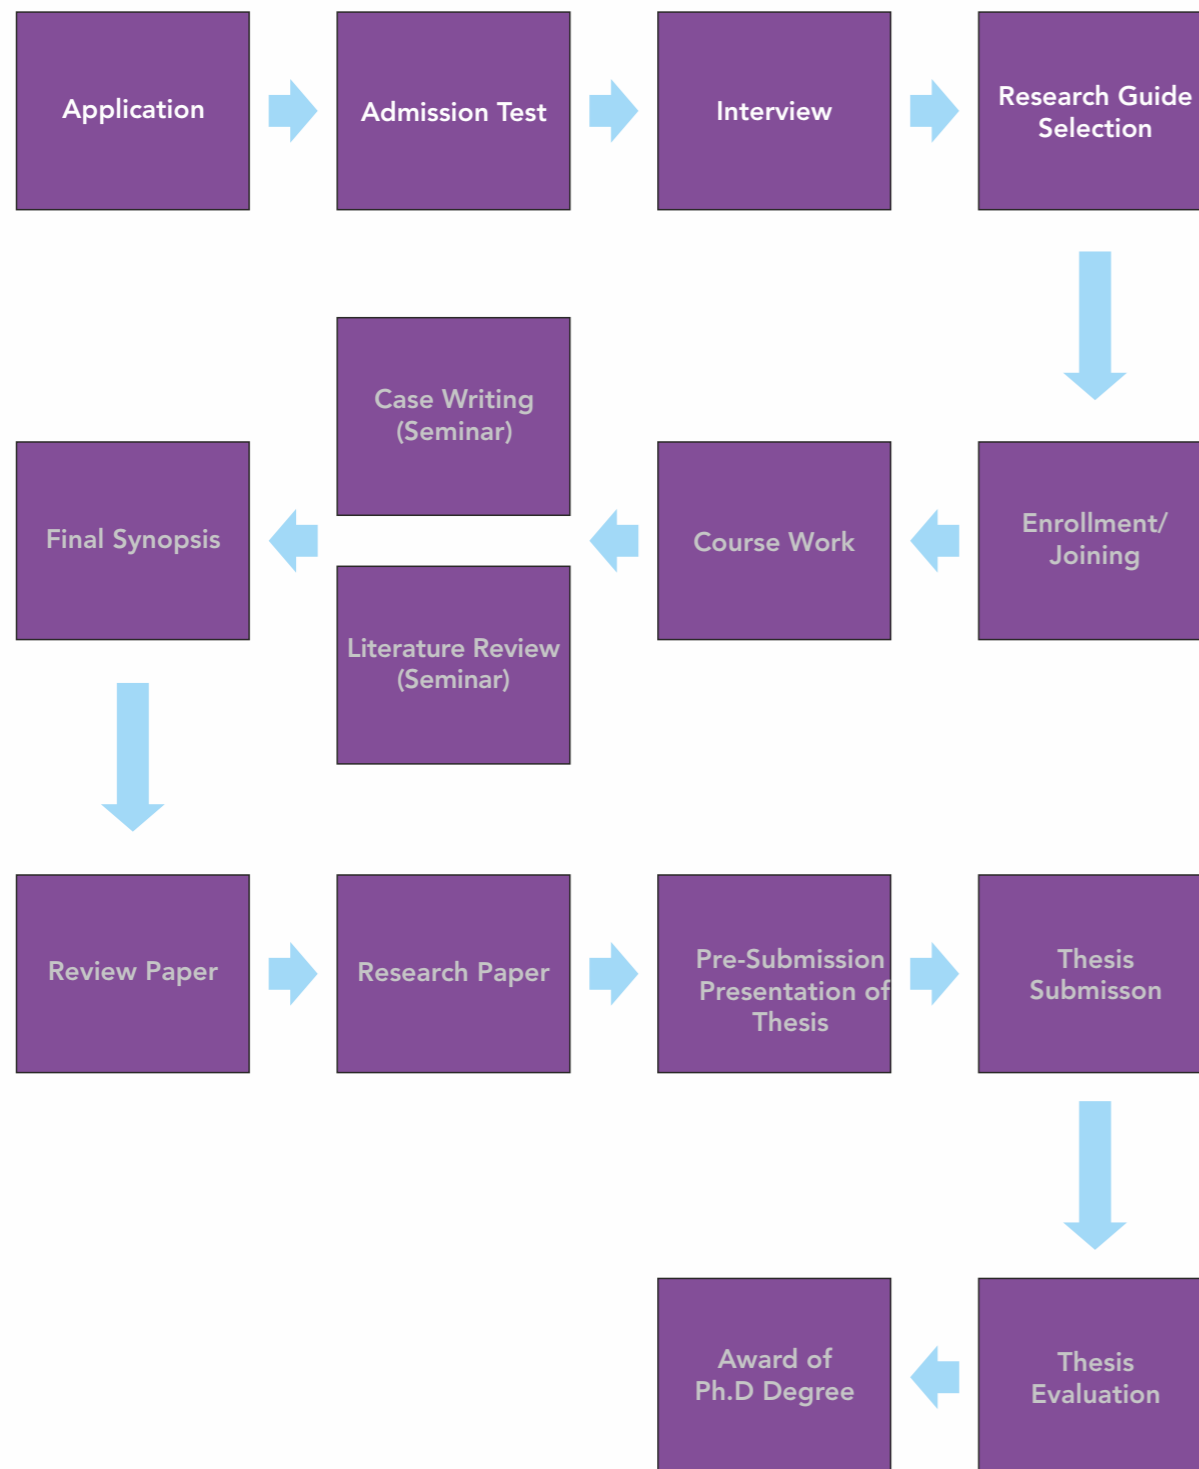 Application
Admission Test
Interview
Research Guide
Selection
Enrollment/
Joining
Course Work
Case Writing
(Seminar)
Literature Review
(Seminar)
Final Synopsis
Review Paper
Research Paper
Pre-Submission
Presentation of
Thesis
Thesis
Submisson
Thesis
Evaluation
Award of
Ph.D Degree